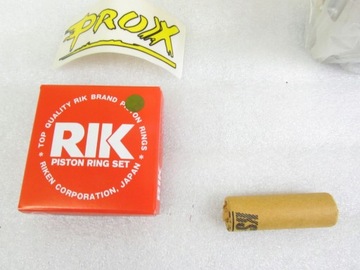 PROX
TOP QUALITY RIK BRAND PISTON RINGS
RIK
PISTON RING SET
RIKEN CORPORATION, JAPAN